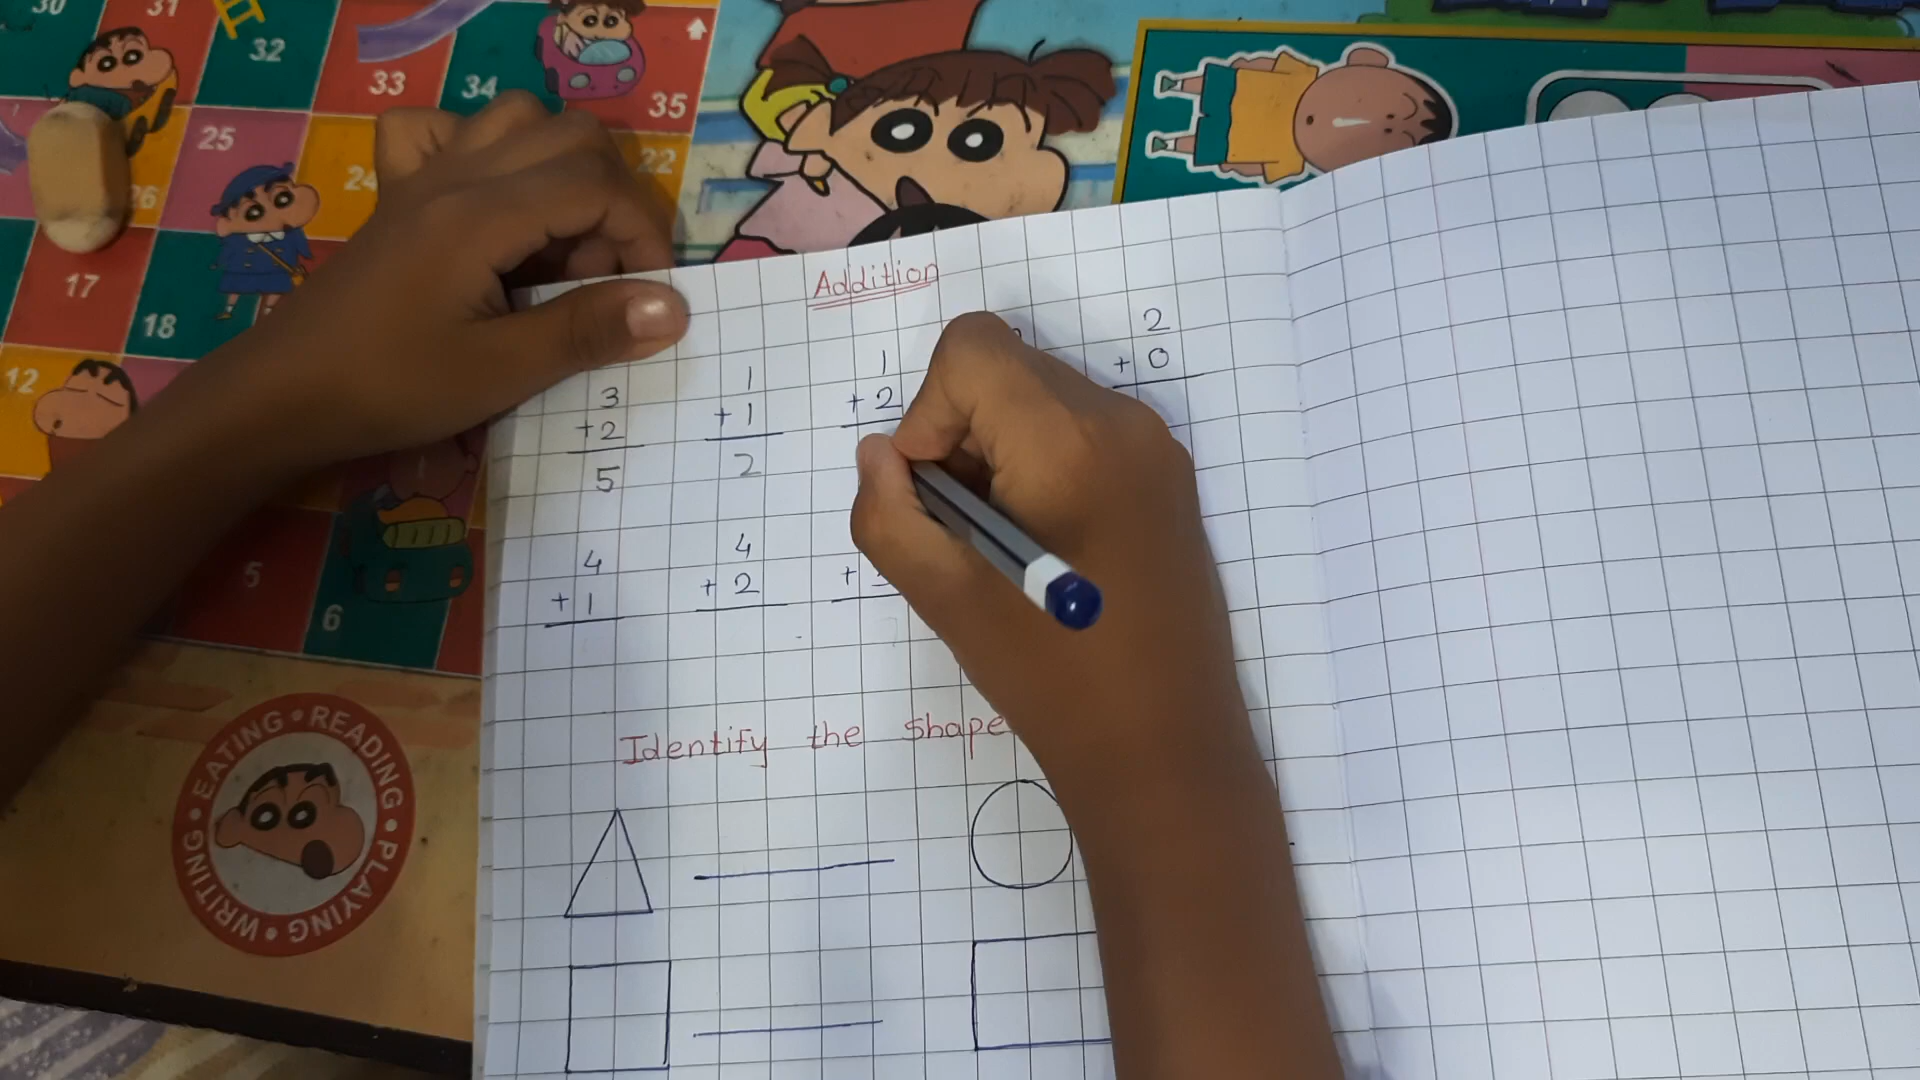 30 31
32 33 34 35
25 24 22
26
17 18
12
5 6
EATING • READING • PLAYING • WRITING •
Addition
3 1 1 2
+2 +1 +2 +0
5 2
4 4
+1 +2 +
Identify the shape